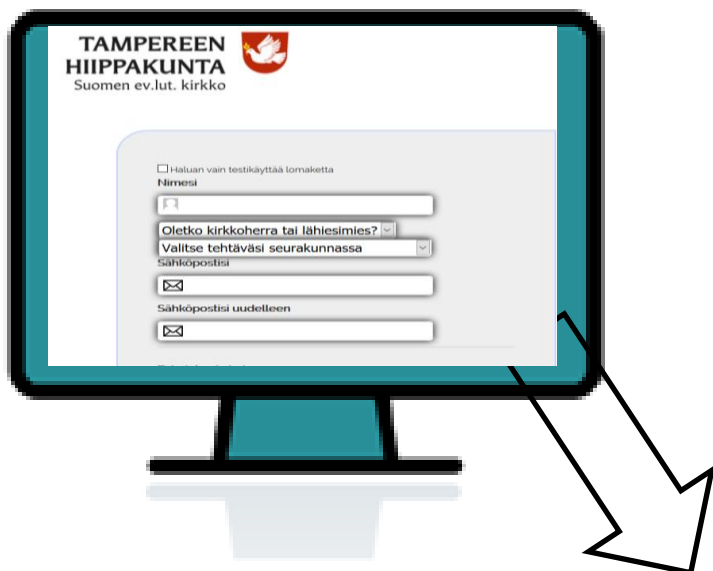 TAMPEREEN
HIIPPAKUNTA
Suomen ev.lut. kirkko
Haluan vain testikäyttää lomaketta
Nimesi
Oletko kirkkoherra tai lähiesimies?
Valitse tehtäväsi seurakunnassa
Sähköpostisi
Sähköpostisi uudelleen